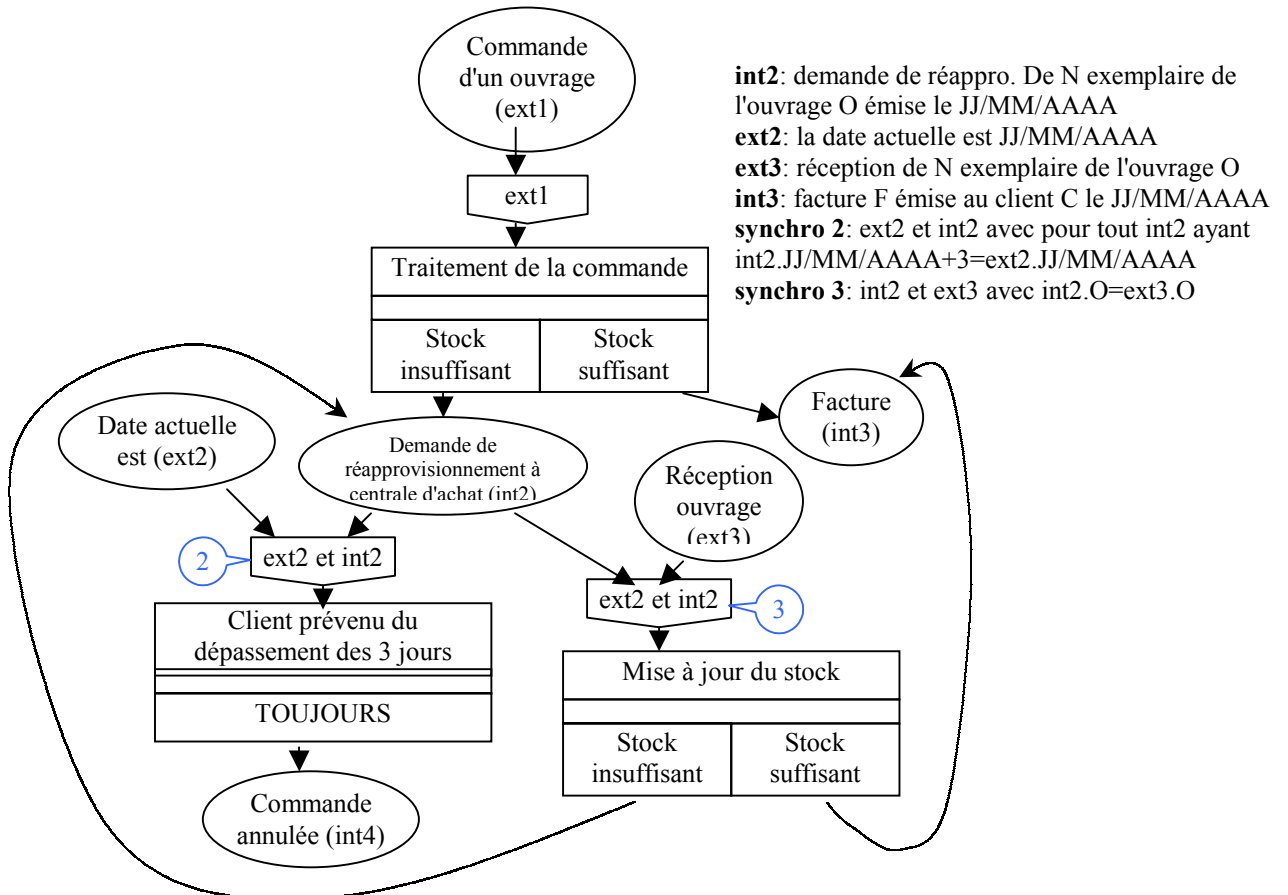 Commande
d'un ouvrage
(ext1)
int2: demande de réappro. De N exemplaire de
l'ouvrage O émise le JJ/MM/AAAA
ext2: la date actuelle est JJ/MM/AAAA
ext3: réception de N exemplaire de l'ouvrage O
int3: facture F émise au client C le JJ/MM/AAAA
synchro 2: ext2 et int2 avec pour tout int2 ayant
int2.JJ/MM/AAAA+3=ext2.JJ/MM/AAAA
synchro 3: int2 et ext3 avec int2.O=ext3.O
ext1
Traitement de la commande
Stock
insuffisant
Stock
suffisant
Date actuelle
est (ext2)
Demande de
réapprovisionnement à
centrale d'achat (int2)
Réception
ouvrage
(ext3)
Facture
(int3)
2
ext2 et int2
ext2 et int2
3
Client prévenu du
dépassement des 3 jours
TOUJOURS
Mise à jour du stock
Stock
insuffisant
Stock
suffisant
Commande
annulée (int4)